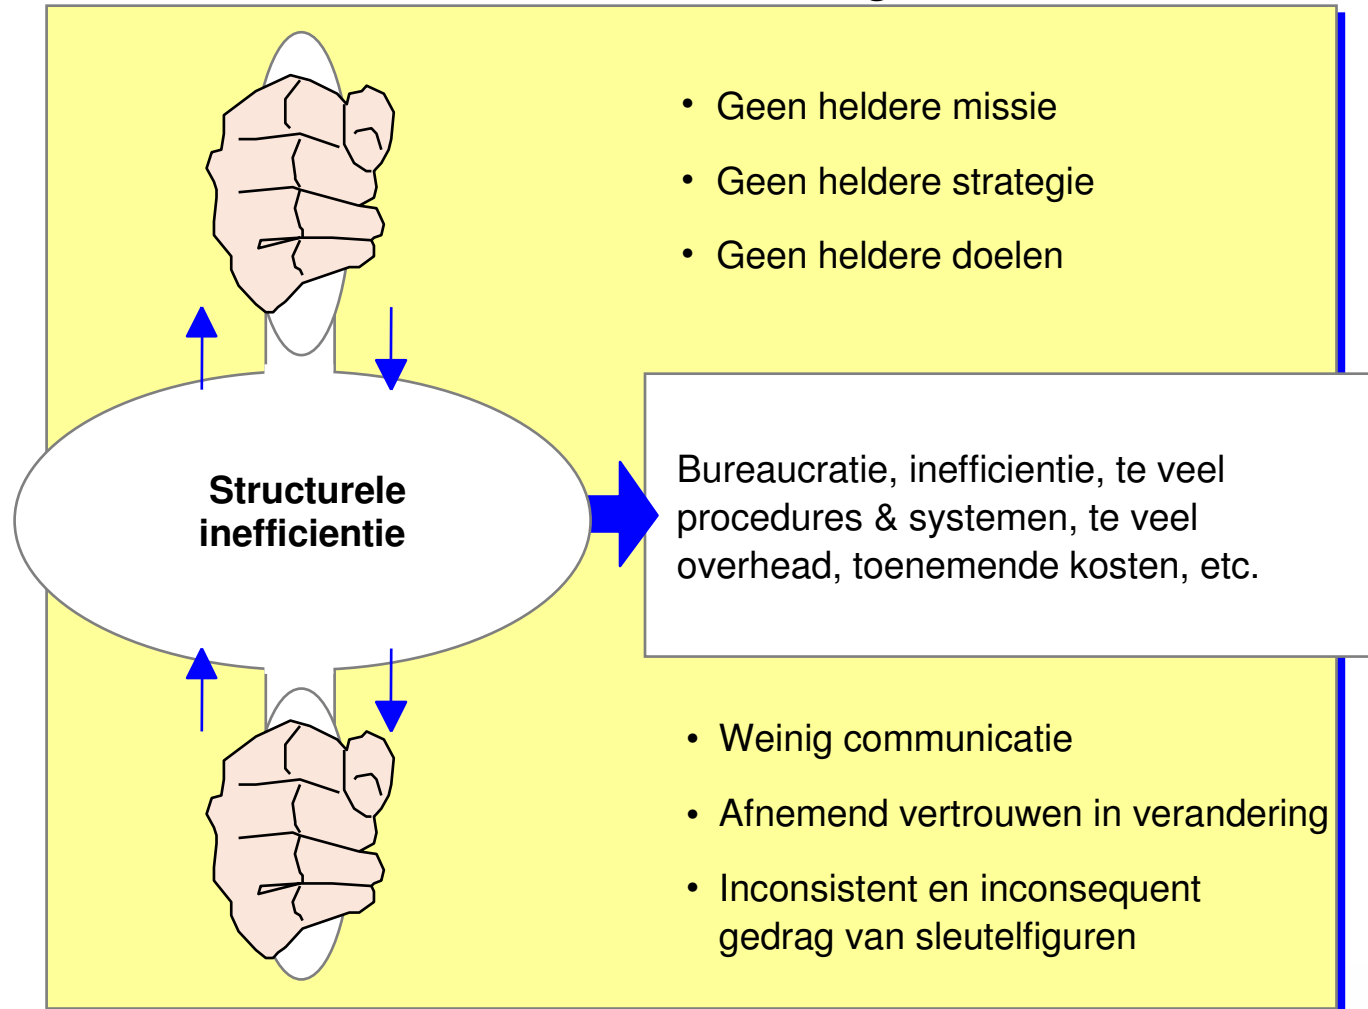 • Geen heldere missie
• Geen heldere strategie
• Geen heldere doelen
Structurele
inefficientie
Bureaucratie, inefficientie, te veel
procedures & systemen, te veel
overhead, toenemende kosten, etc.
• Weinig communicatie
• Afnemend vertrouwen in verandering
• Inconsistent en inconsequent
gedrag van sleutelfiguren